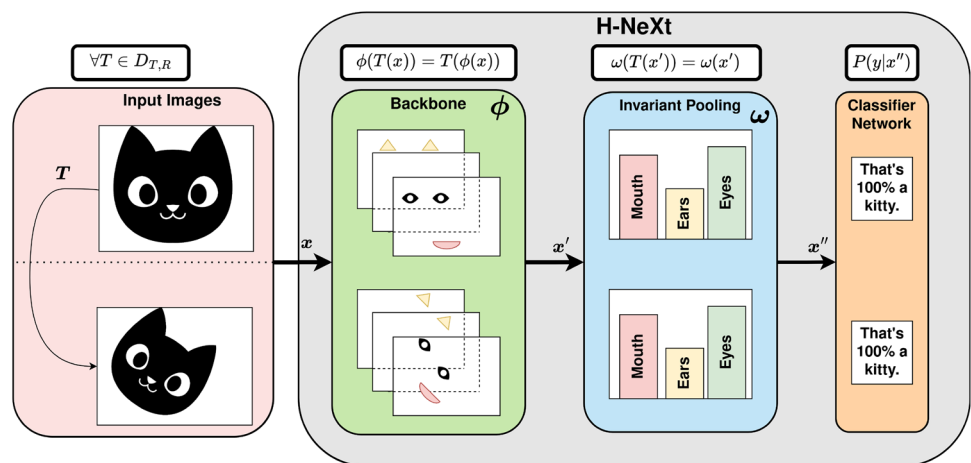 H-NeXt
∀T ∈ D_{T,R}
ϕ(T(x)) = T(ϕ(x))
ω(T(x′)) = ω(x′)
P(y|x″)
Input Images
T
x
Backbone
ϕ
x′
Invariant Pooling
ω
Mouth
Ears
Eyes
Mouth
Ears
Eyes
x″
Classifier
Network
That's
100% a
kitty.
That's
100% a
kitty.